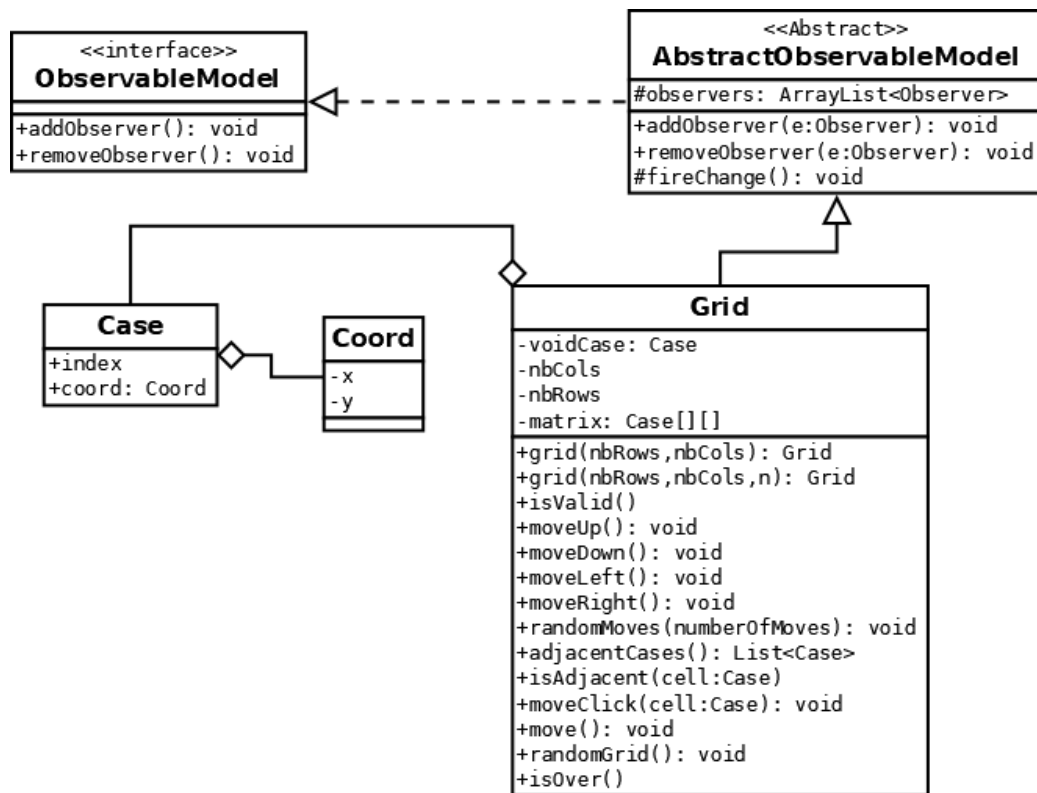 <<interface>>
ObservableModel
+addObserver(): void
+removeObserver(): void
<<Abstract>>
AbstractObservableModel
#observers: ArrayList<Observer>
+addObserver(e:Observer): void
+removeObserver(e:Observer): void
#fireChange(): void
Case
+index
+coord: Coord
Coord
-x
-y
Grid
-voidCase: Case
-nbCols
-nbRows
-matrix: Case[][]
+grid(nbRows,nbCols): Grid
+grid(nbRows,nbCols,n): Grid
+isValid()
+moveUp(): void
+moveDown(): void
+moveLeft(): void
+moveRight(): void
+randomMoves(numberOfMoves): void
+adjacentCases(): List<Case>
+isAdjacent(cell:Case)
+moveClick(cell:Case): void
+move(): void
+randomGrid(): void
+isOver()